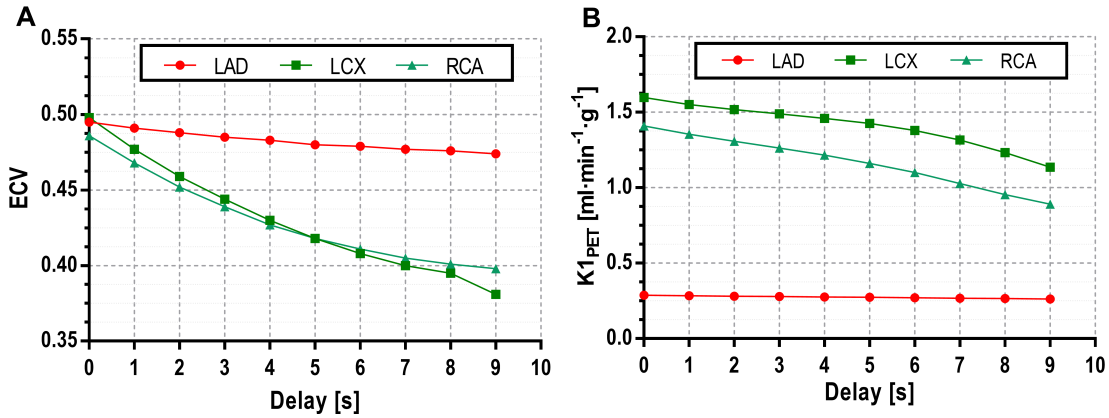 A
0.55
0.50
0.45
0.40
0.35
ECV
LAD LCX RCA
0 1 2 3 4 5 6 7 8 9 10
Delay [s]
B
2.0
1.5
1.0
0.5
0.0
K1PET [ml·min⁻¹·g⁻¹]
LAD LCX RCA
0 1 2 3 4 5 6 7 8 9 10
Delay [s]